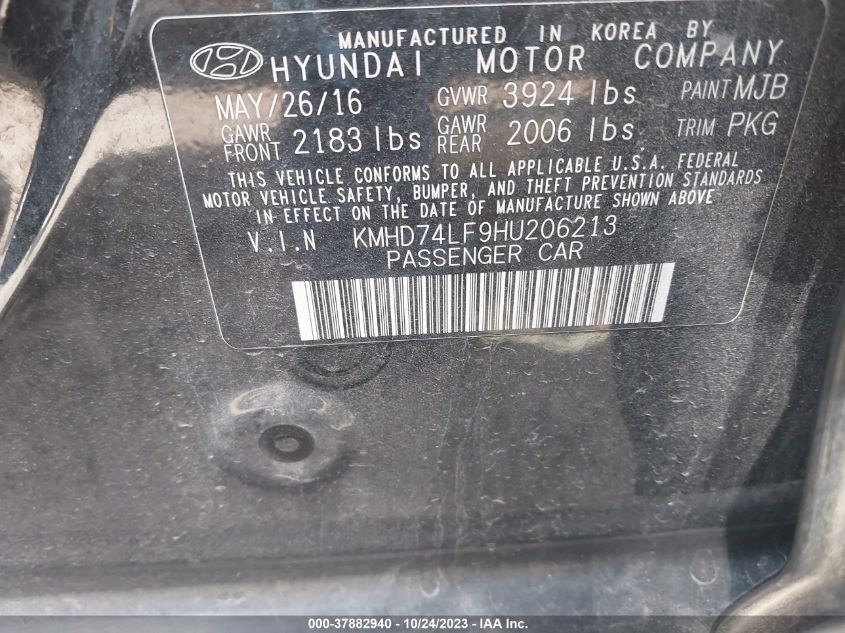 MANUFACTURED IN KOREA BY
HYUNDAI MOTOR COMPANY
MAY/26/16 GVWR 3924 lbs PAINT MJB
GAWR FRONT 2183 lbs GAWR REAR 2006 lbs TRIM PKG
THIS VEHICLE CONFORMS TO ALL APPLICABLE U.S.A. FEDERAL
MOTOR VEHICLE SAFETY, BUMPER, AND THEFT PREVENTION STANDARDS
IN EFFECT ON THE DATE OF MANUFACTURE SHOWN ABOVE
V.I.N KMHD74LF9HU206213
PASSENGER CAR
000-37882940 - 10/24/2023 - IAA Inc.